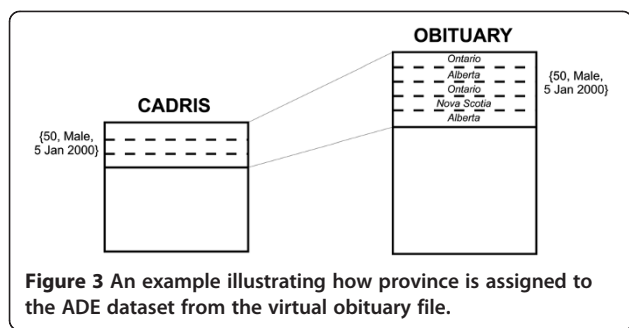 OBITUARY
CADRIS
{50, Male,
5 Jan 2000}
Ontario
Alberta
Ontario
Nova Scotia
Alberta
{50, Male,
5 Jan 2000}
Figure 3 An example illustrating how province is assigned to
the ADE dataset from the virtual obituary file.